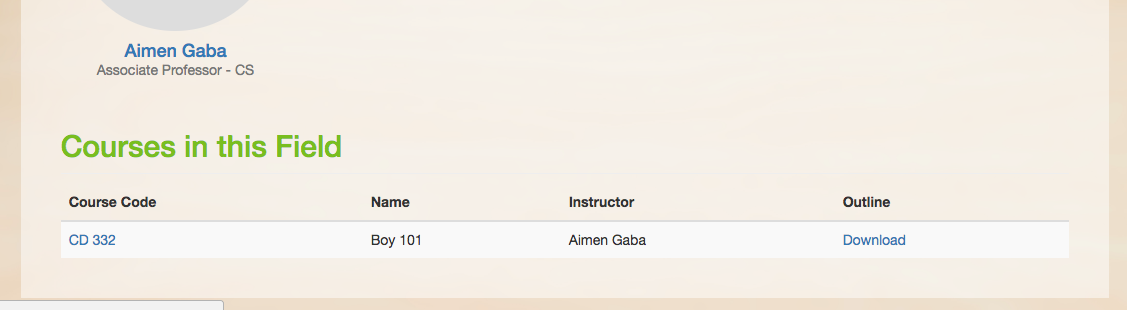 Aimen Gaba
Associate Professor - CS
Courses in this Field
Course Code Name Instructor Outline
CD 332 Boy 101 Aimen Gaba Download